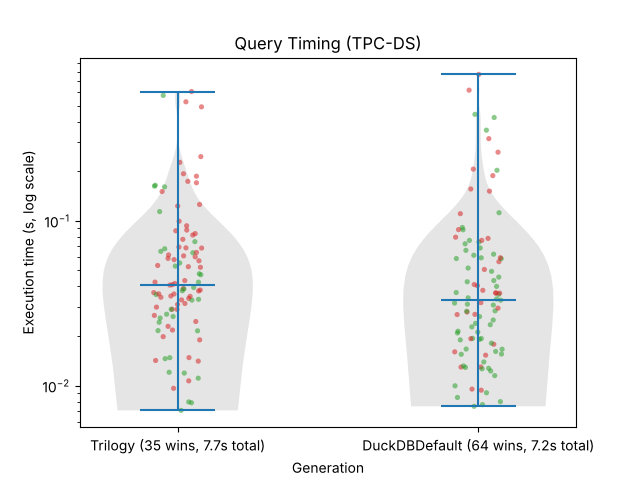 Query Timing (TPC-DS)
Execution time (s, log scale)
10⁻¹
10⁻²
Trilogy (35 wins, 7.7s total)
DuckDBDefault (64 wins, 7.2s total)
Generation